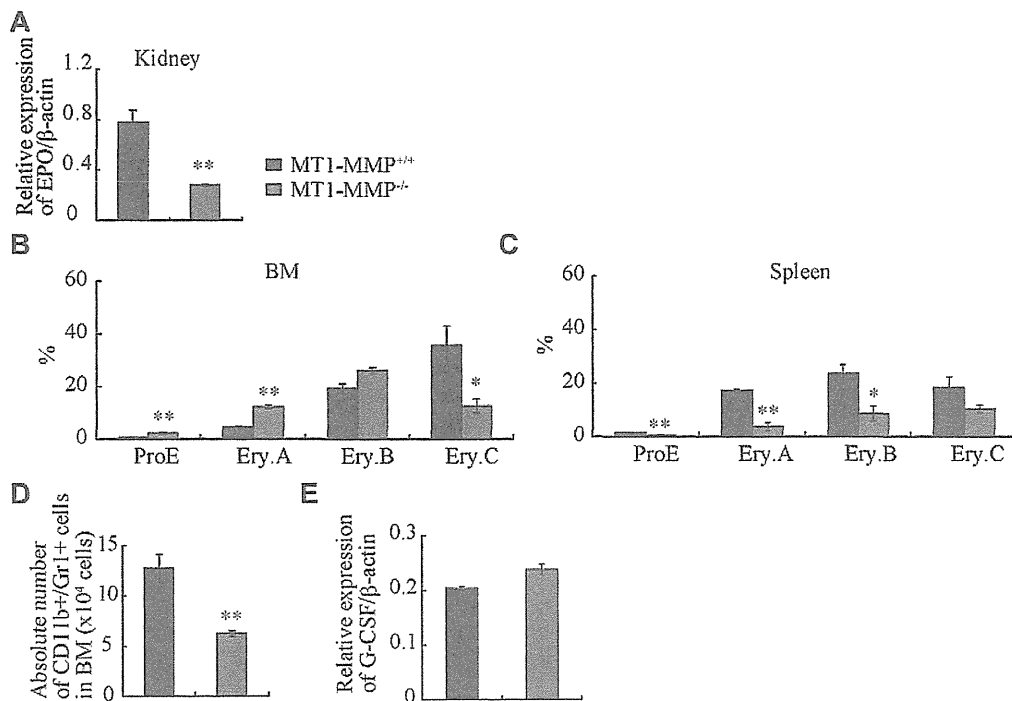 A
Kidney
Relative expression
of EPO/β-actin
1.2
0.8
0.4
0
**
MT1-MMP+/+
MT1-MMP-/-
B
BM
%
60
40
20
0
**
**
*
ProE Ery.A Ery.B Ery.C
C
Spleen
%
60
40
20
0
**
**
*
ProE Ery.A Ery.B Ery.C
D
Absolute number
of CD11b+/Gr1+ cells
in BM (x10⁴ cells)
15
10
5
0
**
E
Relative expression
of G-CSF/β-actin
0.3
0.2
0.1
0